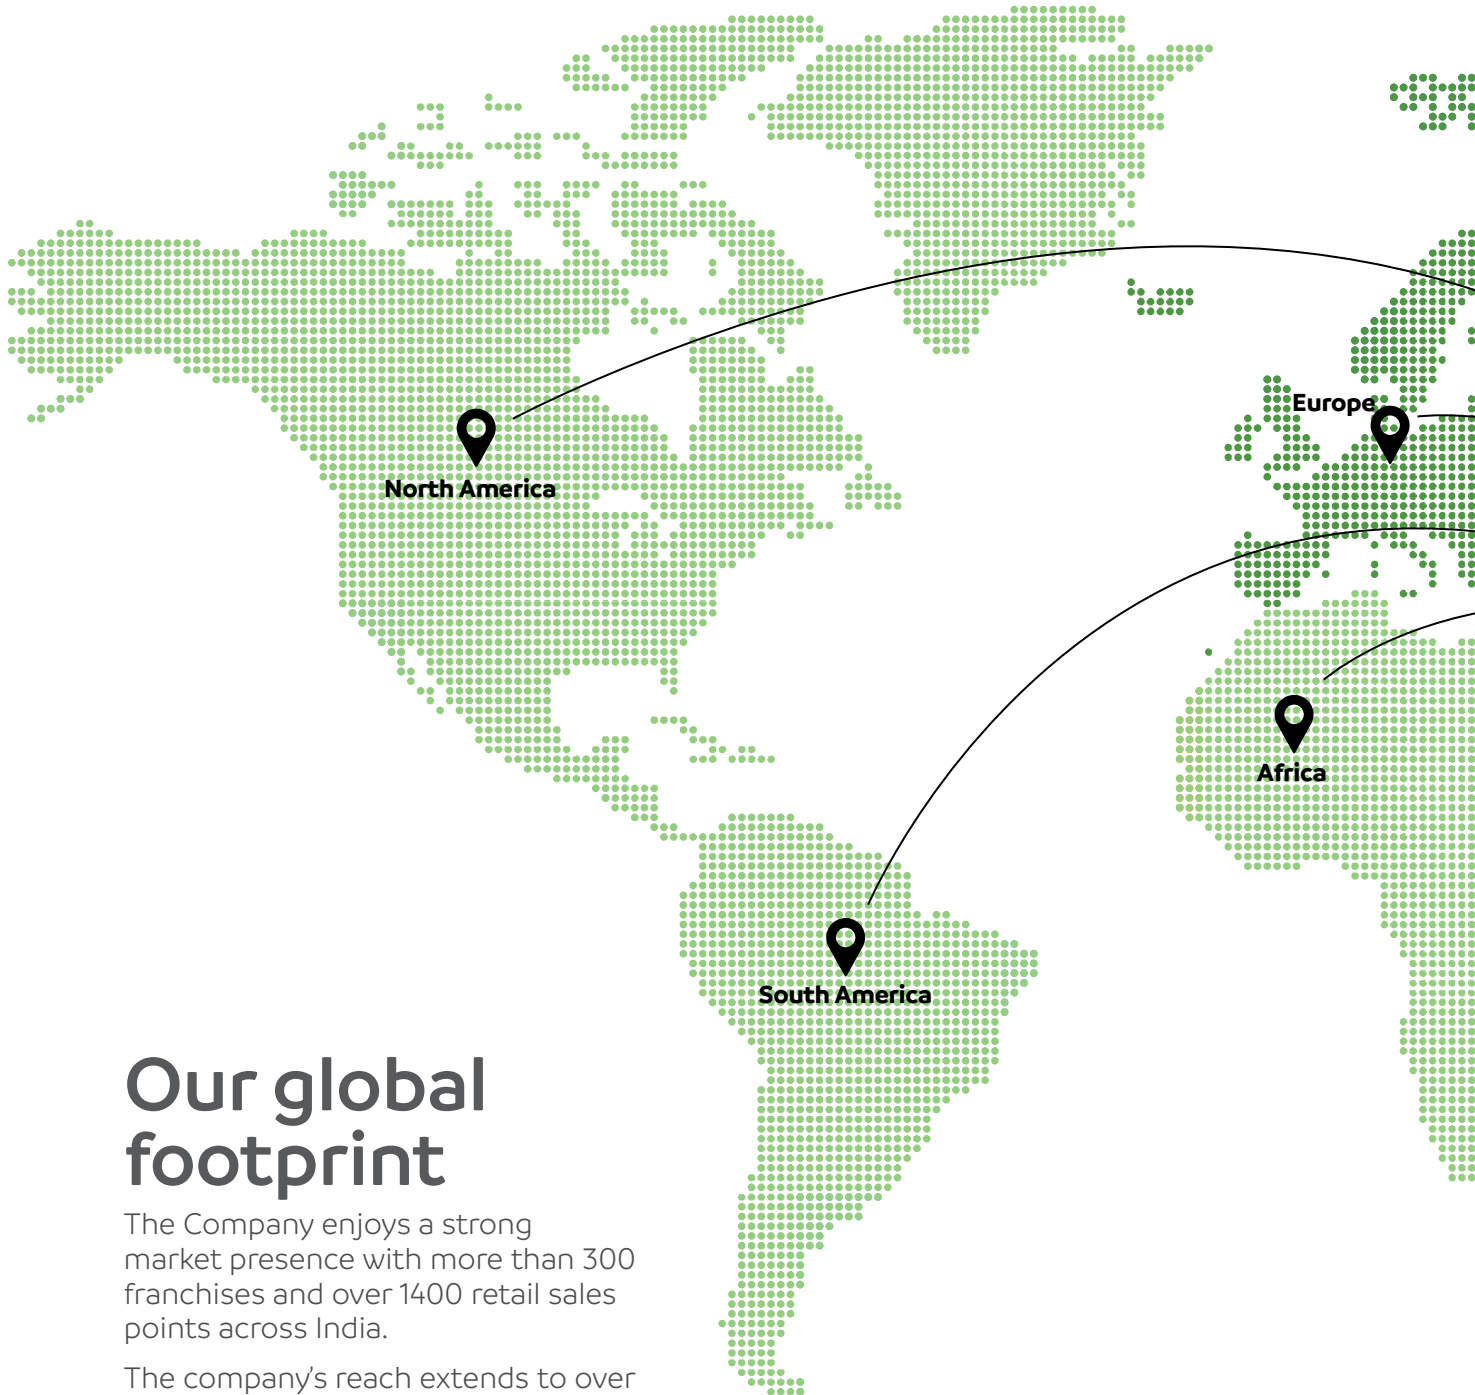 Europe
North America
Africa
South America
Our global
footprint
The Company enjoys a strong
market presence with more than 300
franchises and over 1400 retail sales
points across India.
The company's reach extends to over